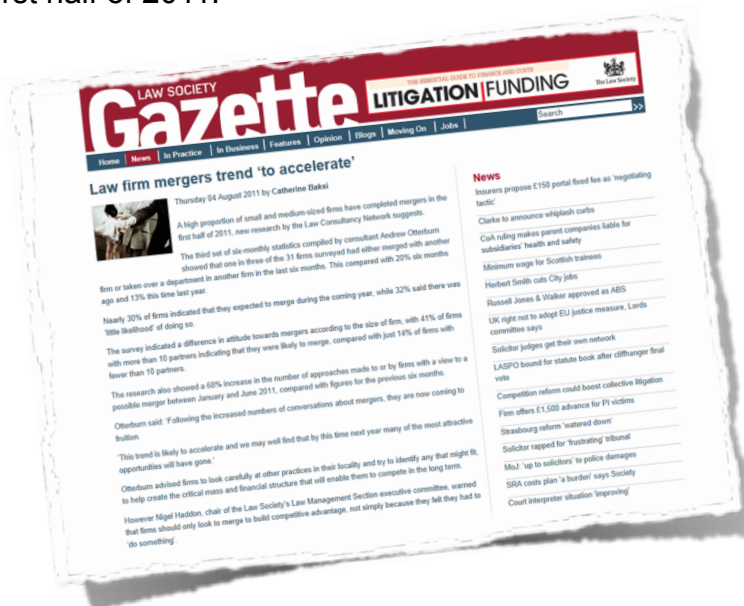 LAW SOCIETY
Gazette
THE ESSENTIAL GUIDE TO FINANCE AND COSTS
LITIGATION FUNDING
The Law Society
Home News In Practice In Business Features Opinion Blogs Moving On Jobs
Search >>
Law firm mergers trend ‘to accelerate’
Thursday 04 August 2011 by Catherine Baksi
A high proportion of small and medium-sized firms have completed mergers in the
first half of 2011, new research by the Law Consultancy Network suggests.
The third set of six-monthly statistics compiled by consultant Andrew Otterburn
showed that one in three of the 31 firms surveyed had either merged with another
firm or taken over a department in another firm in the last six months. This compared with 20% six months
ago and 13% this time last year.
Nearly 30% of firms indicated that they expected to merge during the coming year, while 32% said there was
‘little likelihood’ of doing so.
The survey indicated a difference in attitude towards mergers according to the size of firm, with 41% of firms
with more than 10 partners indicating that they were likely to merge, compared with just 14% of firms with
fewer than 10 partners.
The research also showed a 68% increase in the number of approaches made to or by firms with a view to a
possible merger between January and June 2011, compared with figures for the previous six months.
Otterburn said: ‘Following the increased numbers of conversations about mergers, they are now coming to
fruition.
‘This trend is likely to accelerate and we may well find that by this time next year many of the most attractive
opportunities will have gone.’
Otterburn advised firms to look carefully at other practices in their locality and try to identify any that might fit,
to help create the critical mass and financial structure that will enable them to compete in the long term.
However Nigel Haddon, chair of the Law Society’s Law Management Section executive committee, warned
that firms should only look to merge to build competitive advantage, not simply because they felt they had to
‘do something’.
News
Insurers propose £150 portal fixed fee as ‘negotiating
tactic’
Clarke to announce whiplash curbs
CoA ruling makes parent companies liable for
subsidiaries’ health and safety
Minimum wage for Scottish trainees
Herbert Smith cuts City jobs
Russell Jones & Walker approved as ABS
UK right not to adopt EU justice measure, Lords
committee says
Solicitor judges get their own network
LASPO bound for statute book after cliffhanger final
vote
Competition reform could boost collective litigation
Firm offers £1,500 advance for PI victims
Strasbourg reform ‘watered down’
Solicitor rapped for ‘frustrating’ tribunal
MoJ: ‘up to solicitors’ to police damages
SRA costs plan ‘a burden’ says Society
Court interpreter situation ‘improving’